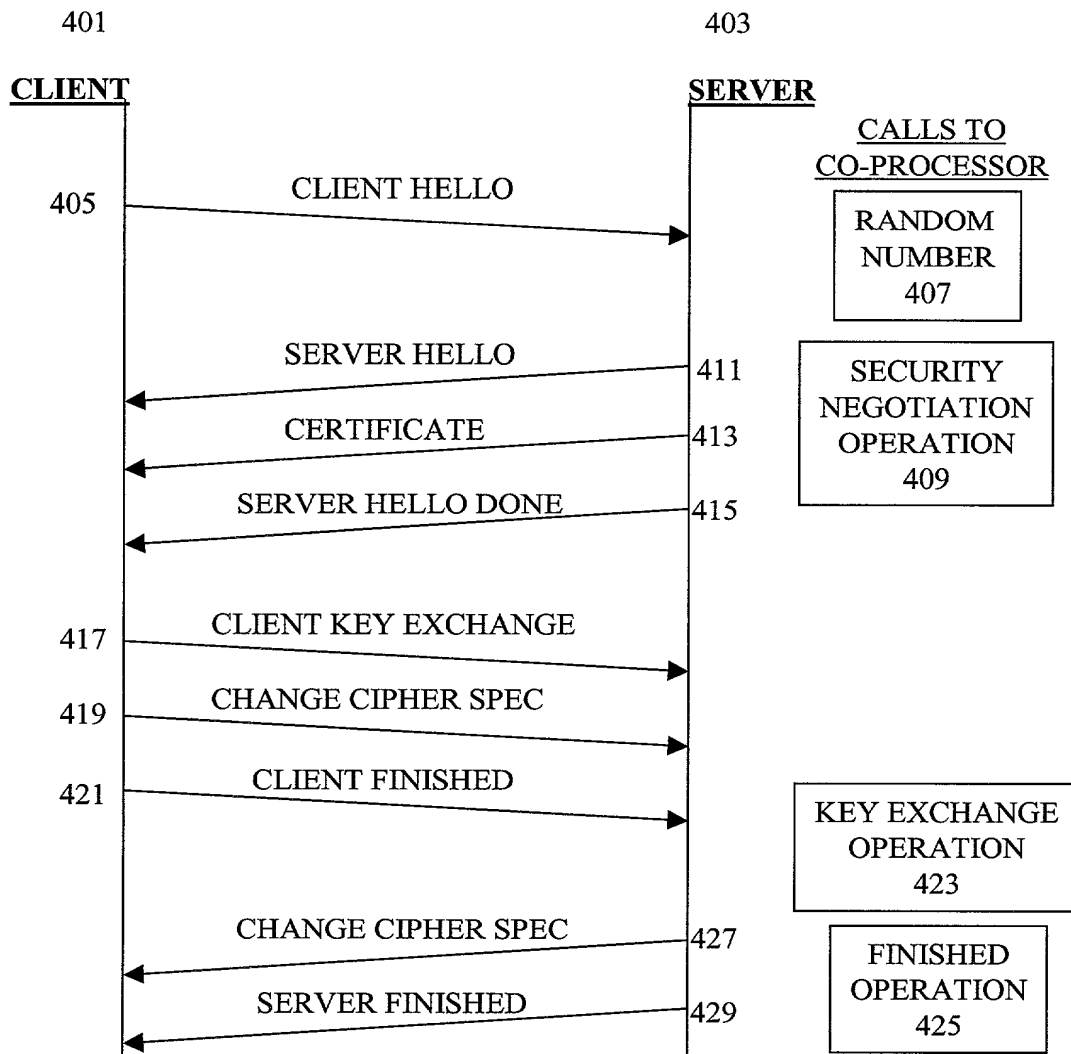 401
403
CLIENT
SERVER
CALLS TO
CO-PROCESSOR
CLIENT HELLO
405
RANDOM
NUMBER
407
SERVER HELLO
411
SECURITY
NEGOTIATION
OPERATION
409
CERTIFICATE
413
SERVER HELLO DONE
415
CLIENT KEY EXCHANGE
417
CHANGE CIPHER SPEC
419
CLIENT FINISHED
421
KEY EXCHANGE
OPERATION
423
CHANGE CIPHER SPEC
427
FINISHED
OPERATION
425
SERVER FINISHED
429